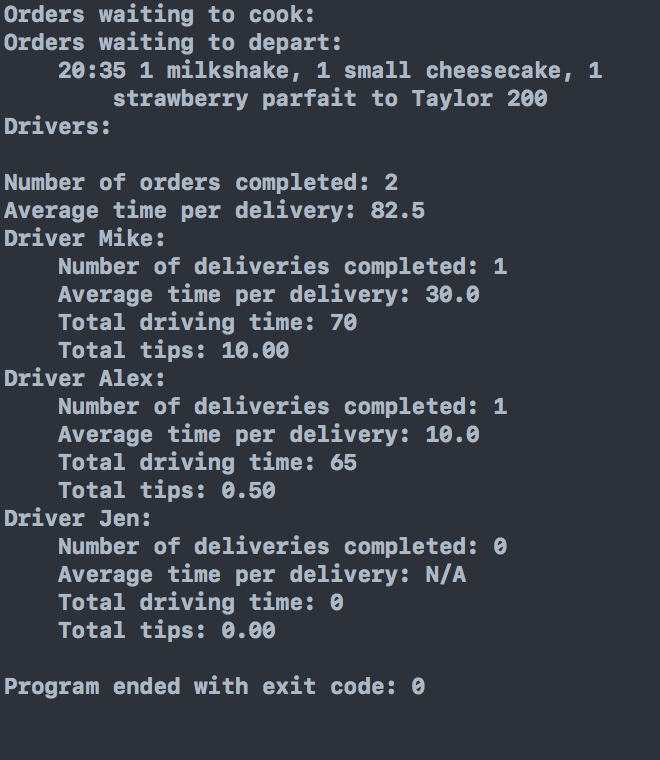 Orders waiting to cook:
Orders waiting to depart:
20:35 1 milkshake, 1 small cheesecake, 1
strawberry parfait to Taylor 200
Drivers:
Number of orders completed: 2
Average time per delivery: 82.5
Driver Mike:
Number of deliveries completed: 1
Average time per delivery: 30.0
Total driving time: 70
Total tips: 10.00
Driver Alex:
Number of deliveries completed: 1
Average time per delivery: 10.0
Total driving time: 65
Total tips: 0.50
Driver Jen:
Number of deliveries completed: 0
Average time per delivery: N/A
Total driving time: 0
Total tips: 0.00
Program ended with exit code: 0